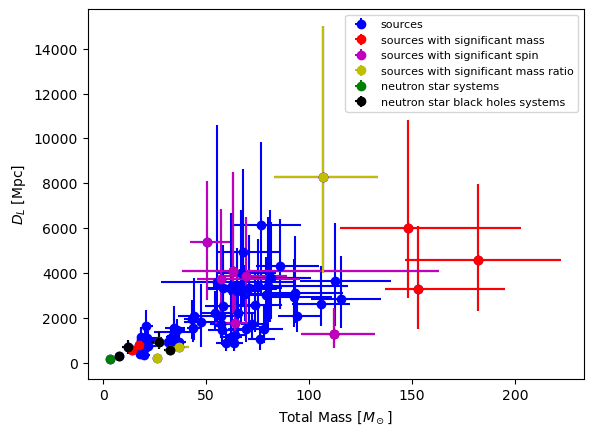 sources
sources with significant mass
sources with significant spin
sources with significant mass ratio
neutron star systems
neutron star black holes systems
14000
12000
10000
8000
6000
4000
2000
0
D_L [Mpc]
0 50 100 150 200
Total Mass [M_⊙]